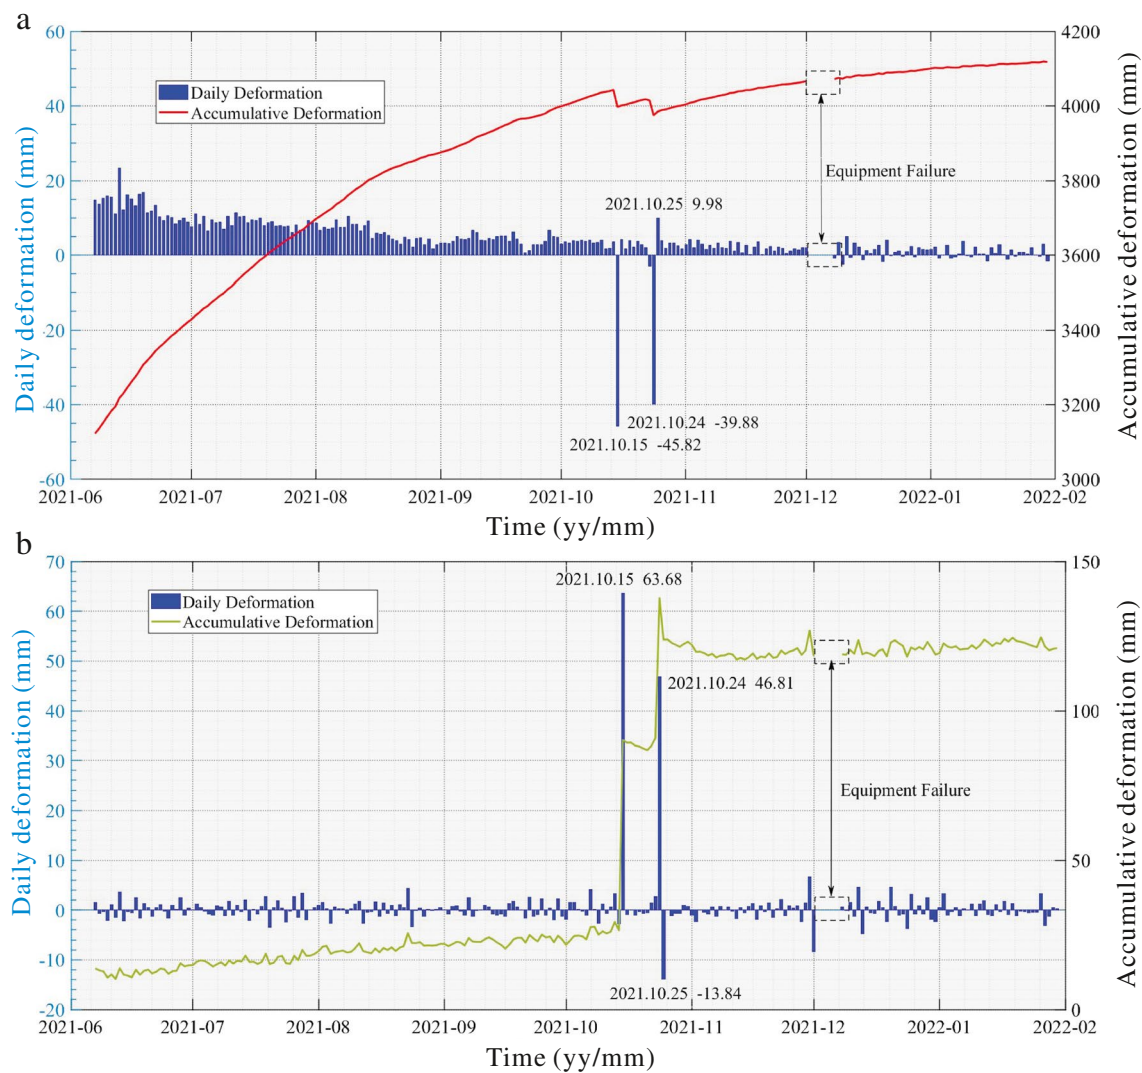 a
60
40
20
0
-20
-40
-60
Daily deformation (mm)
4200
4000
3800
3600
3400
3200
3000
Accumulative deformation (mm)
Daily Deformation
Accumulative Deformation
Equipment Failure
2021.10.25 9.98
2021.10.24 -39.88
2021.10.15 -45.82
2021-06 2021-07 2021-08 2021-09 2021-10 2021-11 2021-12 2022-01 2022-02
Time (yy/mm)
b
70
60
50
40
30
20
10
0
-10
-20
Daily deformation (mm)
150
100
50
0
Accumulative deformation (mm)
2021.10.15 63.68
Daily Deformation
Accumulative Deformation
2021.10.24 46.81
Equipment Failure
2021.10.25 -13.84
2021-06 2021-07 2021-08 2021-09 2021-10 2021-11 2021-12 2022-01 2022-02
Time (yy/mm)